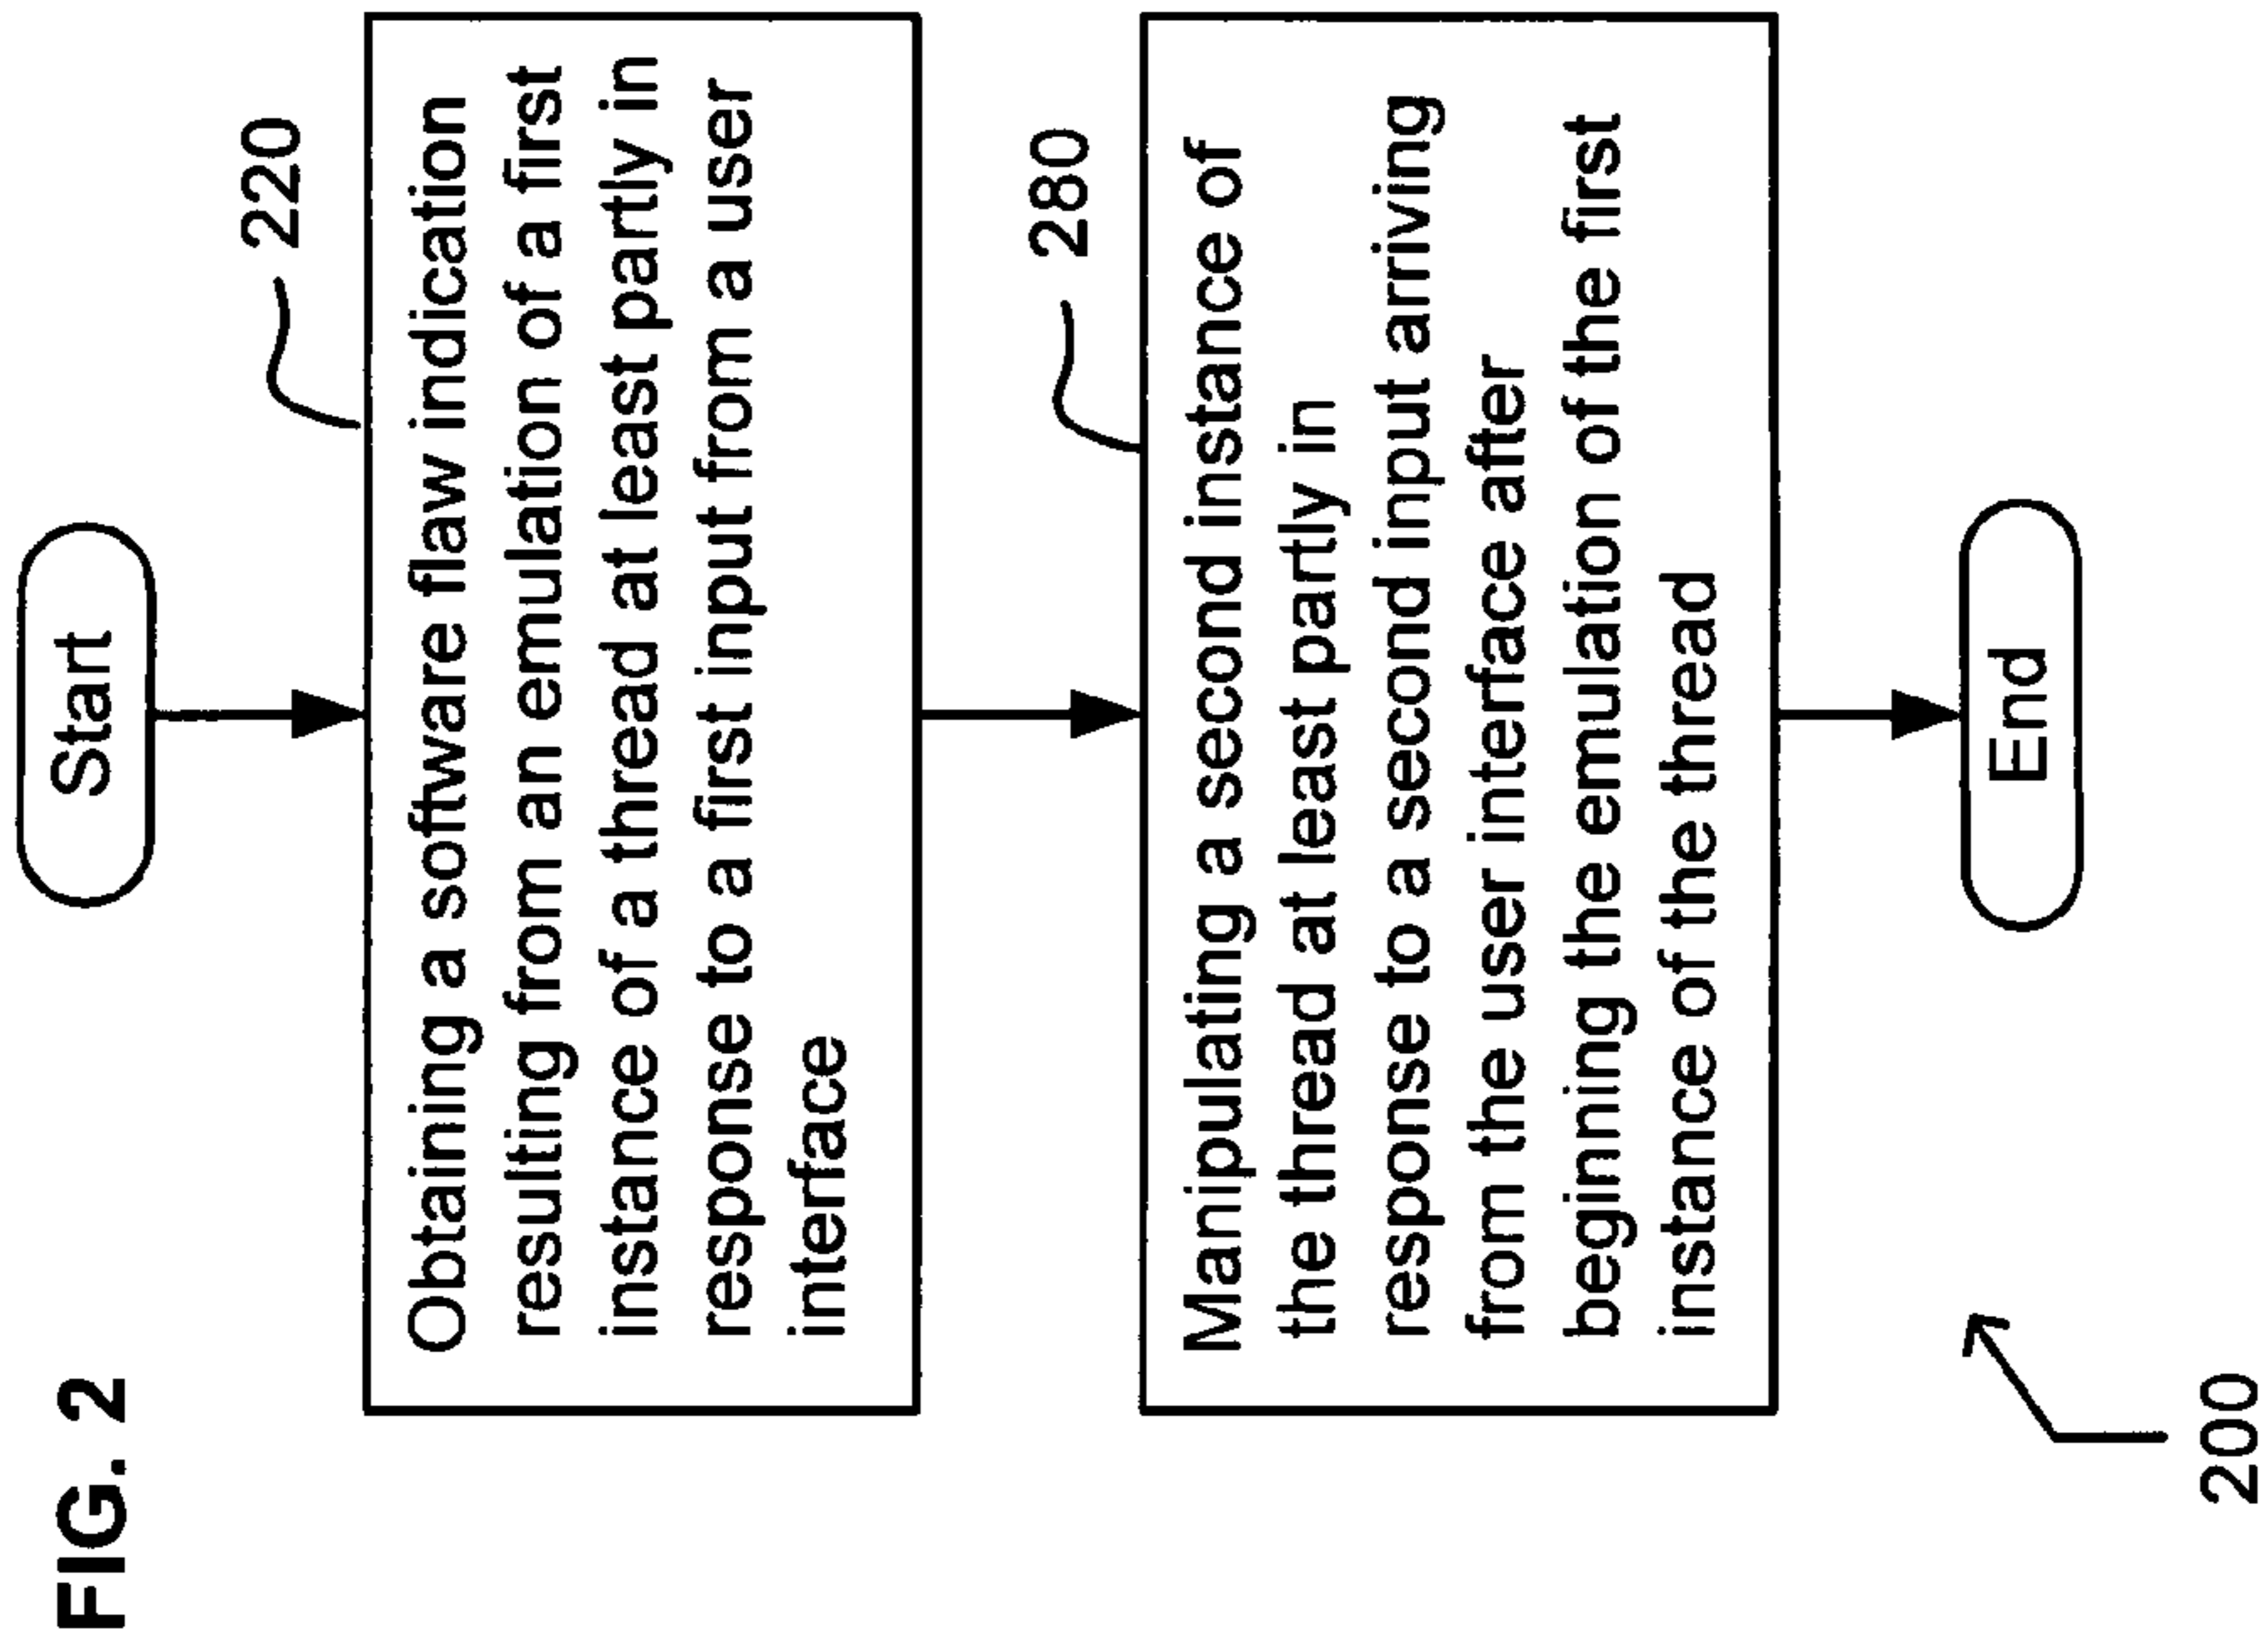 FIG. 2
Start
220
Obtaining a software flaw indication
resulting from an emulation of a first
instance of a thread at least partly in
response to a first input from a user
interface
280
Manipulating a second instance of
the thread at least partly in
response to a second input arriving
from the user interface after
beginning the emulation of the first
instance of the thread
End
200